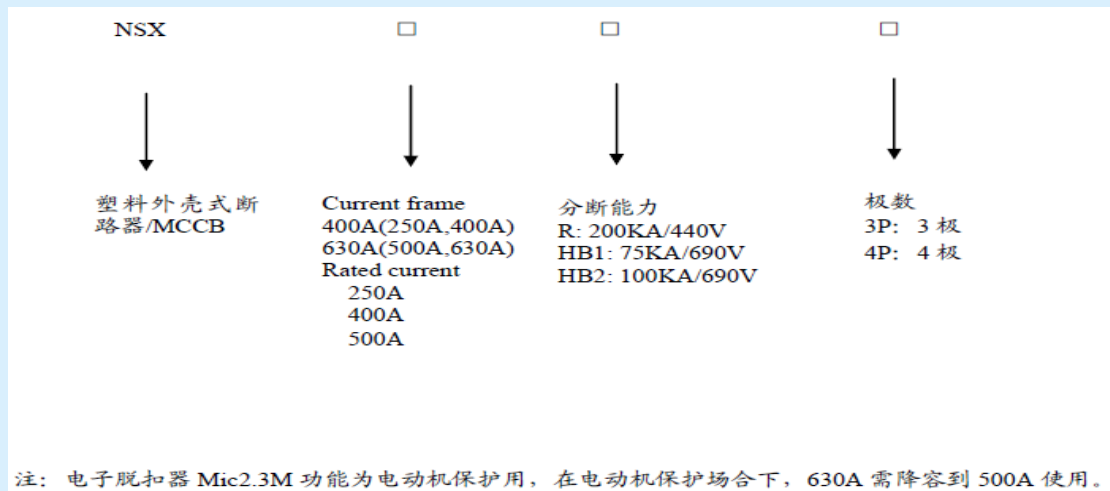 NSX □ □ □
塑料外壳式断
路器/MCCB
Current frame
400A(250A,400A)
630A(500A,630A)
Rated current
250A
400A
500A
分断能力
R: 200KA/440V
HB1: 75KA/690V
HB2: 100KA/690V
极数
3P：3 极
4P：4 极
注：电子脱扣器 Mic2.3M 功能为电动机保护用，在电动机保护场合下，630A 需降容到 500A 使用。